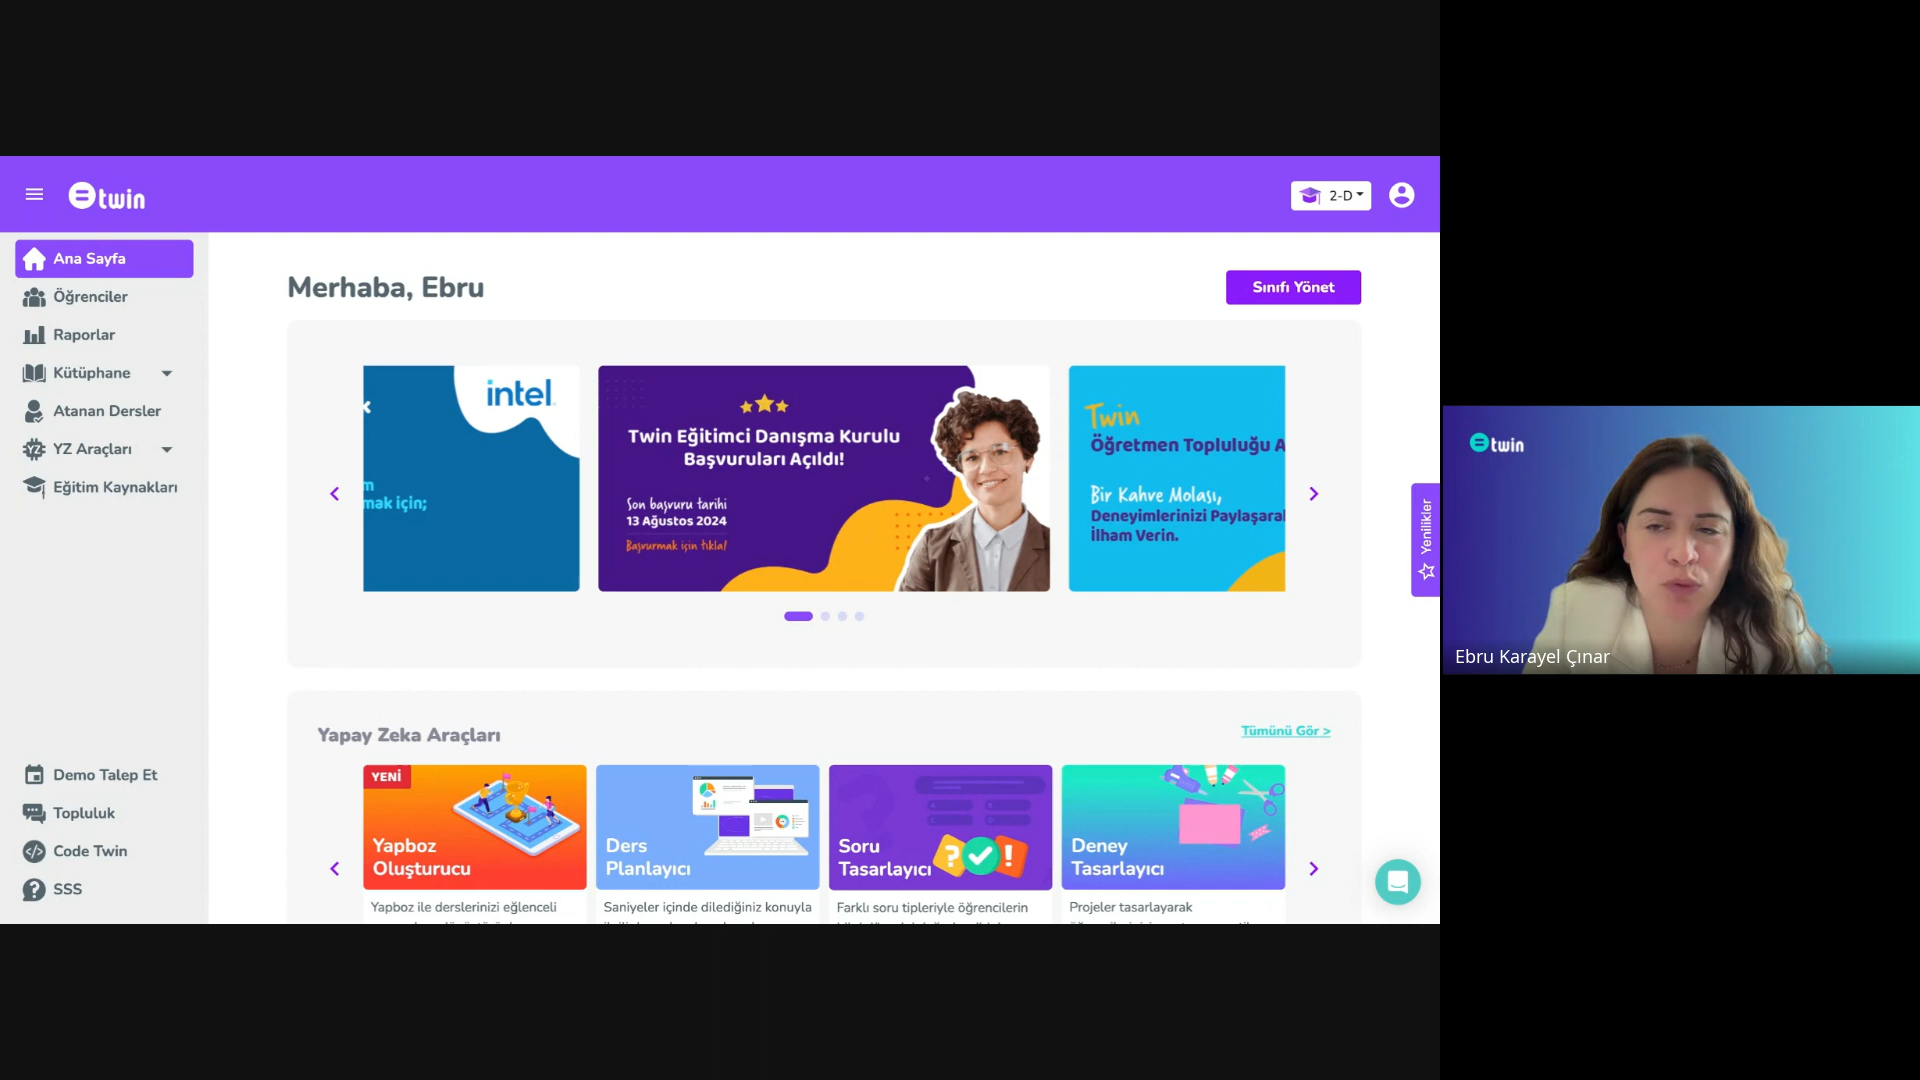 twin
2-D
Ana Sayfa
Öğrenciler
Raporlar
Kütüphane
Atanan Dersler
YZ Araçları
Eğitim Kaynakları
Demo Talep Et
Topluluk
Code Twin
SSS
Merhaba, Ebru
Sınıfı Yönet
intel
mak için;
Twin Eğitimci Danışma Kurulu
Başvuruları Açıldı!
Son başvuru tarihi
13 Ağustos 2024
Başvurmak için tıkla!
Twin
Öğretmen Topluluğu A
Bir Kahve Molası,
Deneyimlerinizi Paylaşaral
İlham Verin.
Yenilikler
Yapay Zeka Araçları
Tümünü Gör >
YENİ
Yapboz
Oluşturucu
Yapboz ile derslerinizi eğlenceli
Ders
Planlayıcı
Saniyeler içinde dilediğiniz konuyla
Soru
Tasarlayıcı
Farklı soru tipleriyle öğrencilerin
Deney
Tasarlayıcı
Projeler tasarlayarak
twin
Ebru Karayel Çınar